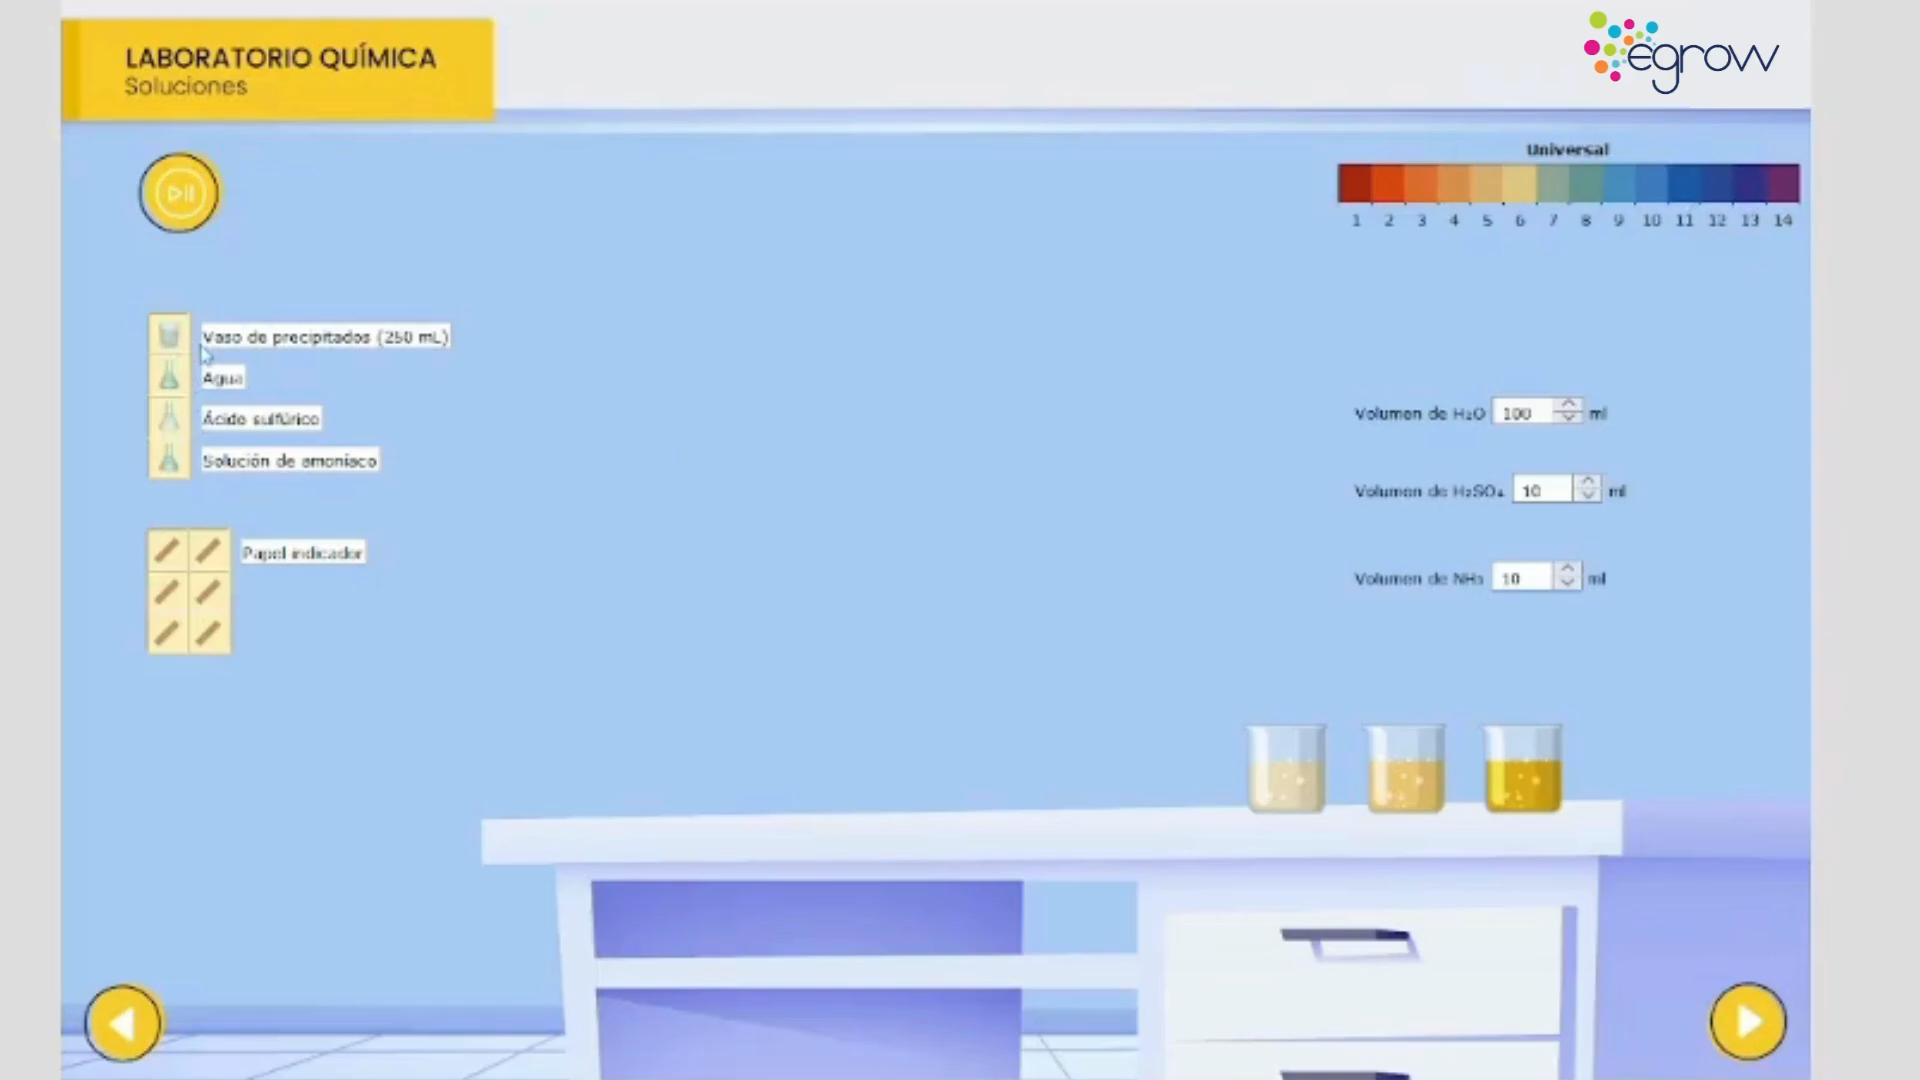 LABORATORIO QUÍMICA
Soluciones
egrow
Universal
1 2 3 4 5 6 7 8 9 10 11 12 13 14
Vaso de precipitados (250 mL)
Agua
Ácido sulfúrico
Solución de amoníaco
Papel indicador
Volumen de H₂O 100 ml
Volumen de H₂SO₄ 10 ml
Volumen de NH₃ 10 ml